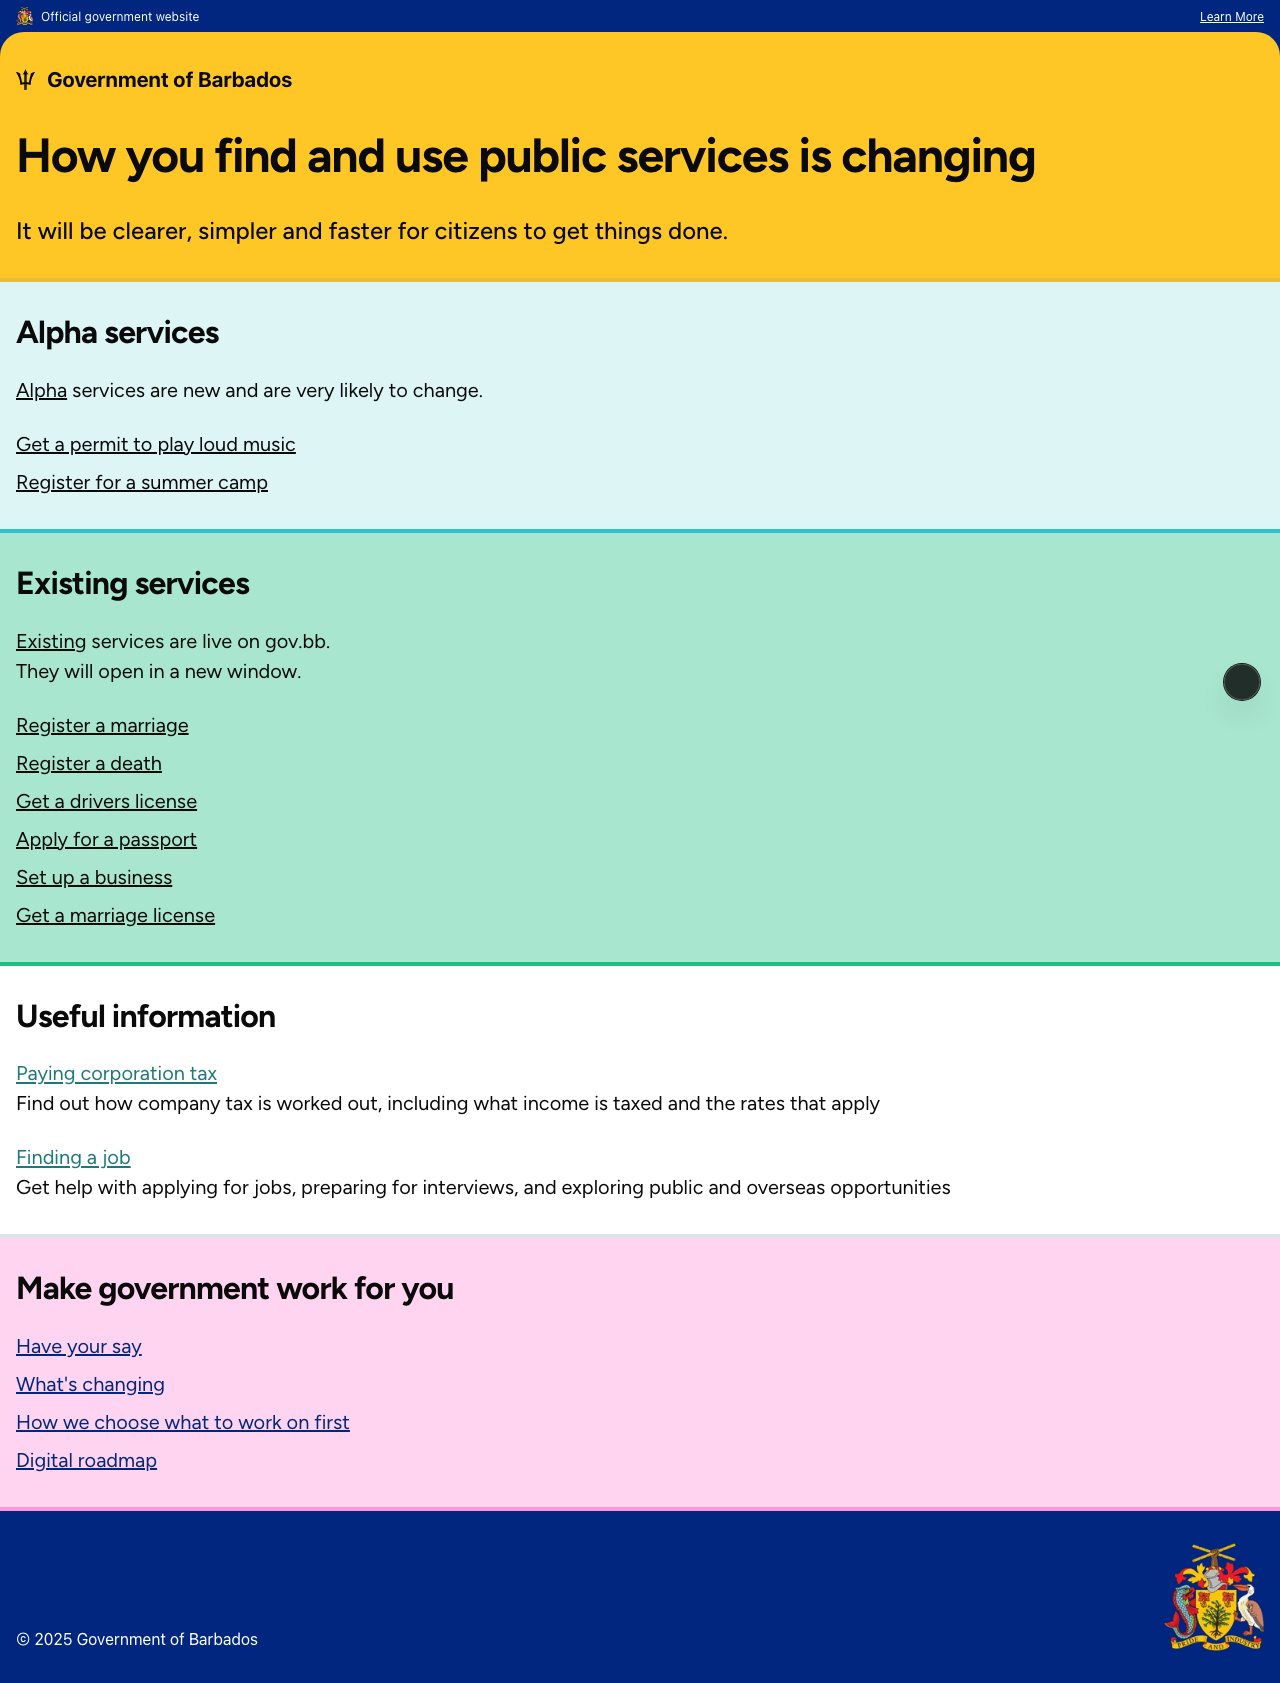 Official government website
Learn More
Government of Barbados
How you find and use public services is changing
It will be clearer, simpler and faster for citizens to get things done.
Alpha services
Alpha services are new and are very likely to change.
Get a permit to play loud music
Register for a summer camp
Existing services
Existing services are live on gov.bb.
They will open in a new window.
Register a marriage
Register a death
Get a drivers license
Apply for a passport
Set up a business
Get a marriage license
Useful information
Paying corporation tax
Find out how company tax is worked out, including what income is taxed and the rates that apply
Finding a job
Get help with applying for jobs, preparing for interviews, and exploring public and overseas opportunities
Make government work for you
Have your say
What's changing
How we choose what to work on first
Digital roadmap
© 2025 Government of Barbados
PRIDE AND INDUSTRY